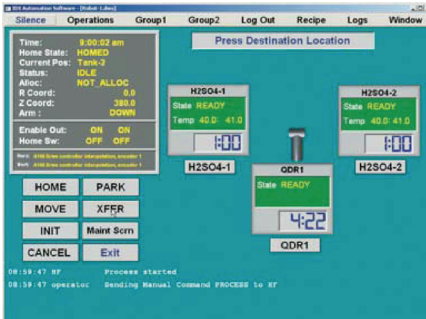 IDX Automation Software - [Robot-1.dns]
Silence Operations Group1 Group2 Log Out Recipe Logs Window
Time: 9:00:02 am
Home State: HOMED
Current Pos: Tank-2
Status: IDLE
Alloc: NOT_ALLOC
R Coord: 0.0
Z Coord: 380.0
Arm : DOWN
Enable Out: ON ON
Home Sw: OFF OFF
Press Destination Location
H2SO4-1
State READY
Temp 40.0 41.0
1:00
H2SO4-1
H2SO4-2
State READY
Temp 40.0 41.0
1:00
H2SO4-2
QDR1
State READY
4:22
QDR1
HOME PARK
MOVE XFER
INIT Maint Scrn
CANCEL Exit
08:59:47 HF Process started
08:59:47 operator Sending Manual Command PROCESS to HF